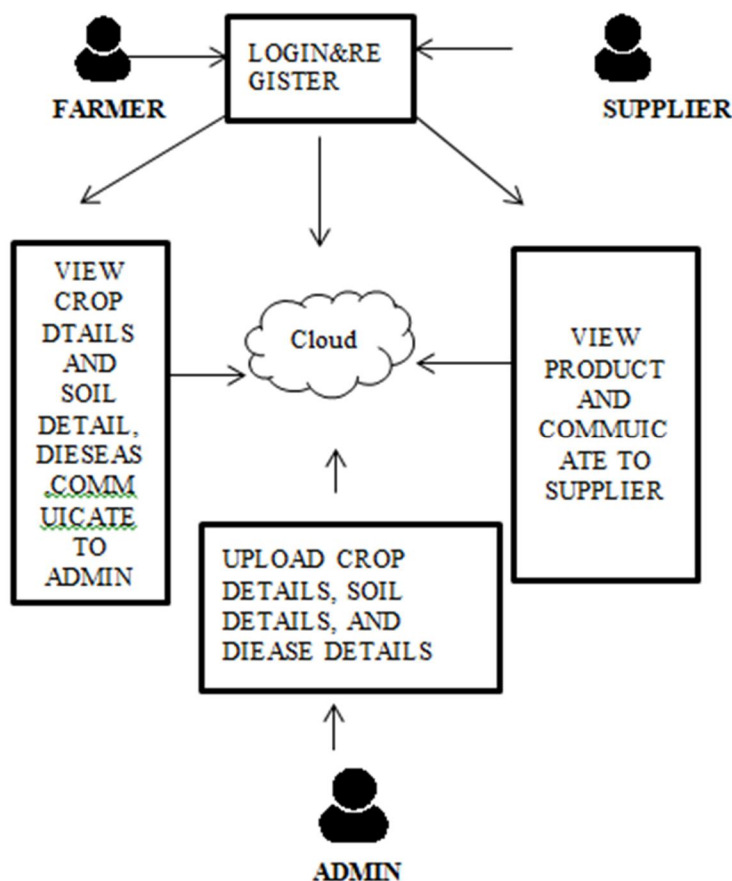 LOGIN&RE
GISTER
FARMER
SUPPLIER
VIEW
CROP
DTAILS
AND
SOIL
DETAIL,
DIESEAS
.COMM
UICATE
TO
ADMIN
Cloud
VIEW
PRODUCT
AND
COMMUIC
ATE TO
SUPPLIER
UPLOAD CROP
DETAILS, SOIL
DETAILS, AND
DIEASE DETAILS
ADMIN